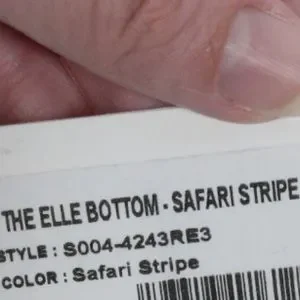 THE ELLE BOTTOM - SAFARI STRIPE
STYLE : S004-4243RE3
COLOR : Safari Stripe